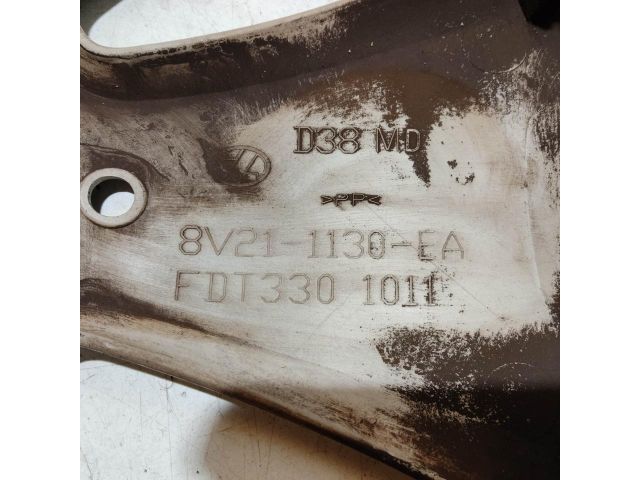 D38 MD
>PP<
8V21-1130-EA
FDT330 1011